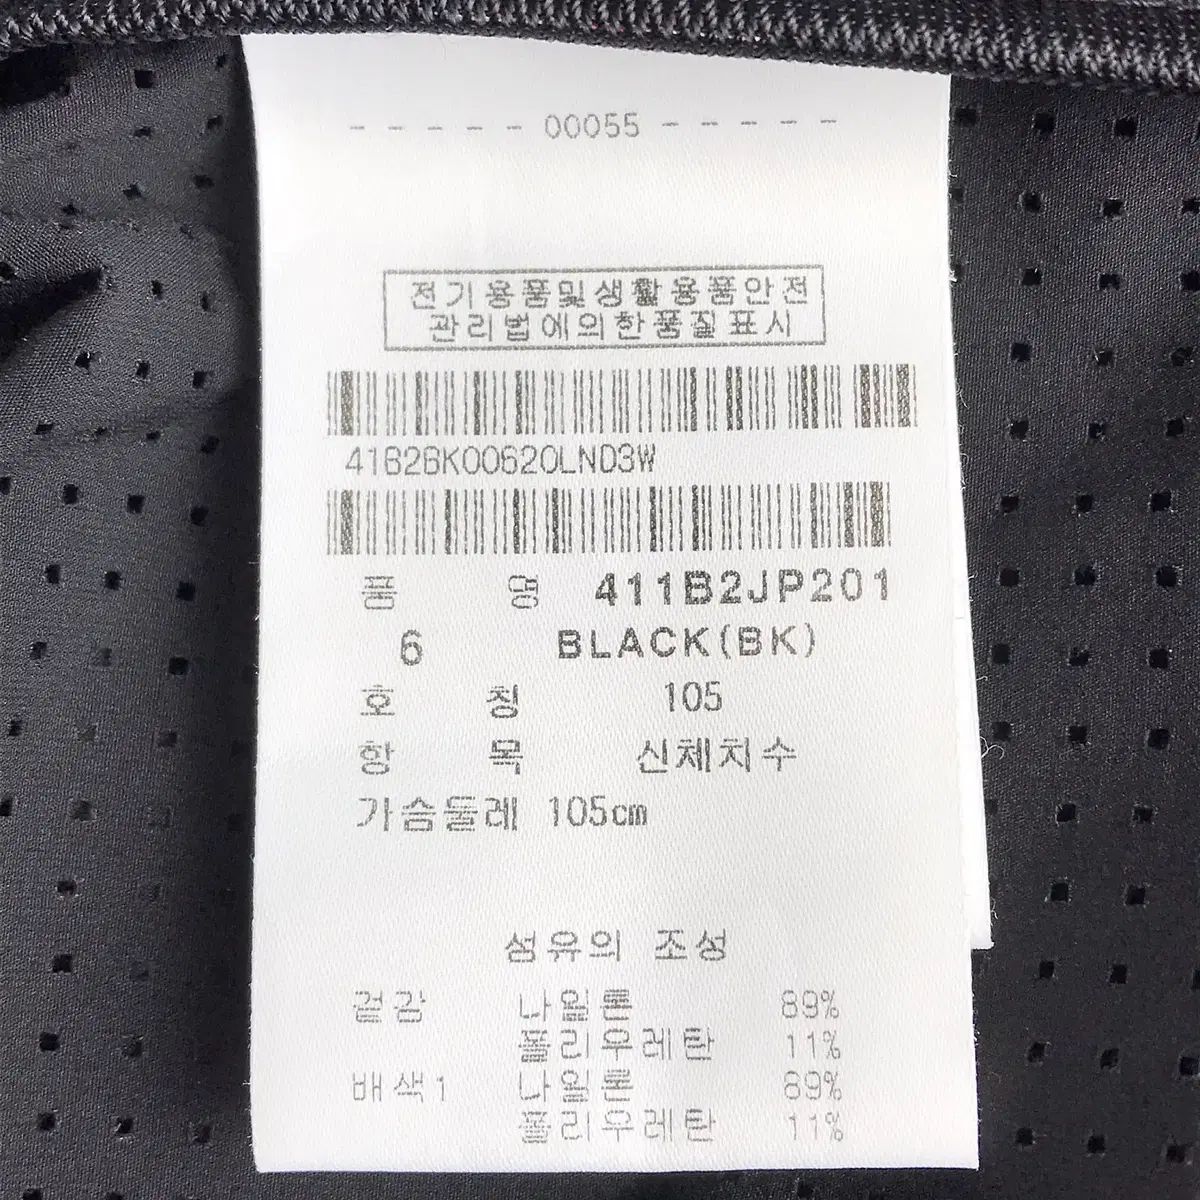 - - - - - 00055 - - - - -
전기용품및생활용품안전
관리법에의한품질표시
41B2BK00620LND3W
품 명 411B2JP201
6 BLACK(BK)
호 칭 105
항 목 신체치수
가슴둘레 105㎝
섬유의 조성
겉감 나일론 89%
폴리우레탄 11%
배색1 나일론 89%
폴리우레탄 11%